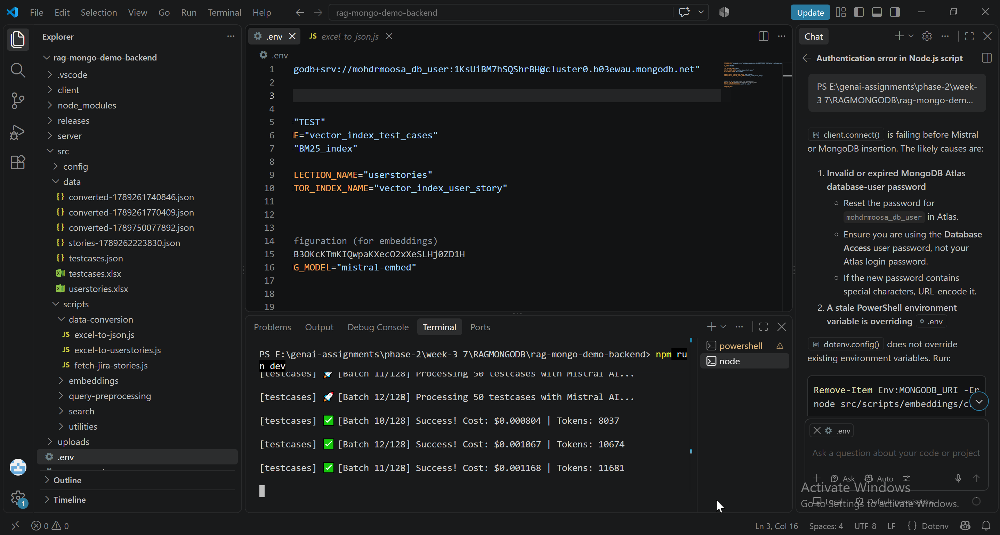 File Edit Selection View Go Run Terminal Help
rag-mongo-demo-backend
Update
Explorer
rag-mongo-demo-backend
.vscode
client
node_modules
releases
server
src
config
data
converted-1789261740846.json
converted-1789261770409.json
converted-1789750077892.json
stories-1789262223830.json
testcases.json
testcases.xlsx
userstories.xlsx
scripts
data-conversion
JS excel-to-json.js
JS excel-to-userstories.js
JS fetch-jira-stories.js
embeddings
query-preprocessing
search
utilities
uploads
.env
Outline
Timeline
1
.env
JS excel-to-json.js
.env
1 godb+srv://mohdrmoosa_db_user:1KsUiBM7hSQShrBH@cluster0.b03ewau.mongodb.net"
2
3
4
5 ="TEST"
6 E="vector_index_test_cases"
7 ="BM25_index"
8
9 LECTION_NAME="userstories"
10 TOR_INDEX_NAME="vector_index_user_story"
11
12
13
14 figuration (for embeddings)
15 B3OKcKTmKIQwpaKXecO2xXeSLHj0ZD1H
16 G_MODEL="mistral-embed"
17
18
19
Problems Output Debug Console Terminal Ports
PS E:\genai-assignments\phase-2\week-3 7\RAGMONGODB\rag-mongo-demo-backend> npm ru
n dev
[testcases] 🚀 [Batch 11/128] Processing 50 testcases with Mistral AI...
[testcases] 🚀 [Batch 12/128] Processing 50 testcases with Mistral AI...
[testcases] ✅ [Batch 10/128] Success! Cost: $0.000804 | Tokens: 8037
[testcases] ✅ [Batch 12/128] Success! Cost: $0.001067 | Tokens: 10674
[testcases] ✅ [Batch 11/128] Success! Cost: $0.001168 | Tokens: 11681
powershell
node
Chat
Authentication error in Node.js script
PS E:\genai-assignments\phase-2\week-
3 7\RAGMONGODB\rag-mongo-dem...
client.connect() is failing before Mistral
or MongoDB insertion. The likely causes are:
1. Invalid or expired MongoDB Atlas
database-user password
Reset the password for
mohdrmoosa_db_user in Atlas.
Ensure you are using the Database
Access user password, not your
Atlas login password.
If the new password contains
special characters, URL-encode it.
2. A stale PowerShell environment
variable is overriding .env
dotenv.config() does not override
existing environment variables. Run:
Remove-Item Env:MONGODB_URI -Er
node src/scripts/embeddings/c
.env
Ask a question about your code or project
Ask Auto
Activate Windows
Local Default permissions
Go to Settings to activate Windows.
0 0
Ln 3, Col 16 Spaces: 4 UTF-8 LF { } Dotenv